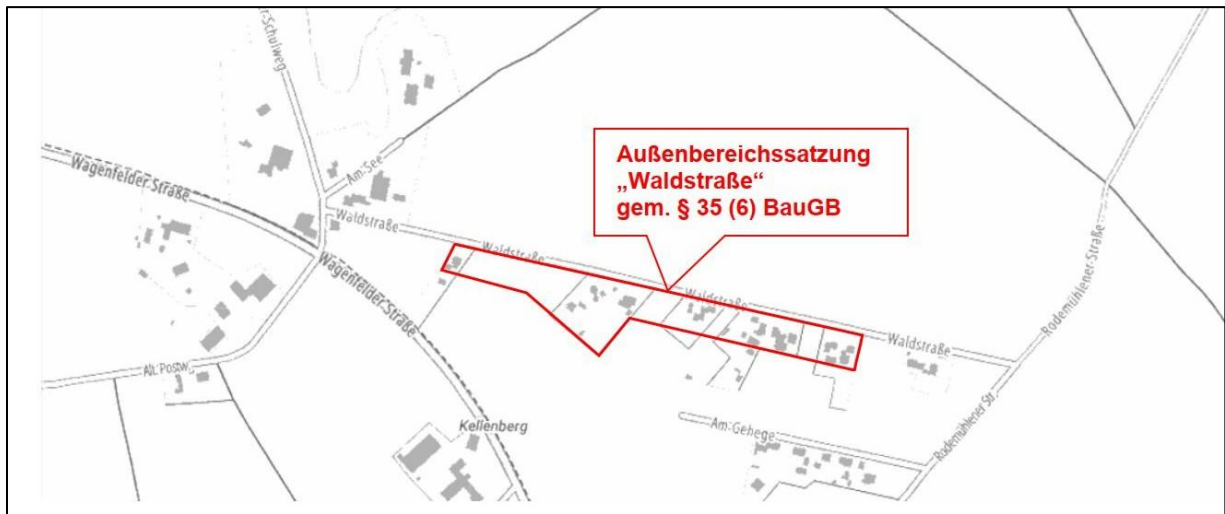 r-Schulweg
Wagenfelder Straße
Am-See
Waldstraße
Außenbereichssatzung
„Waldstraße“
gem. § 35 (6) BauGB
Waldstraße
Wagenfelder Straße
Waldstraße
Waldstraße
Rodemühlener-Straße
Alt. Postw.
Kellenberg
Am-Gehege
Rodemühlener Str.